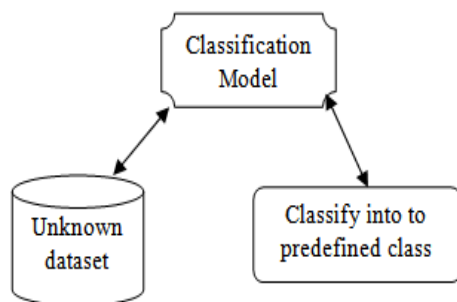 Classification
Model
Unknown
dataset
Classify into to
predefined class